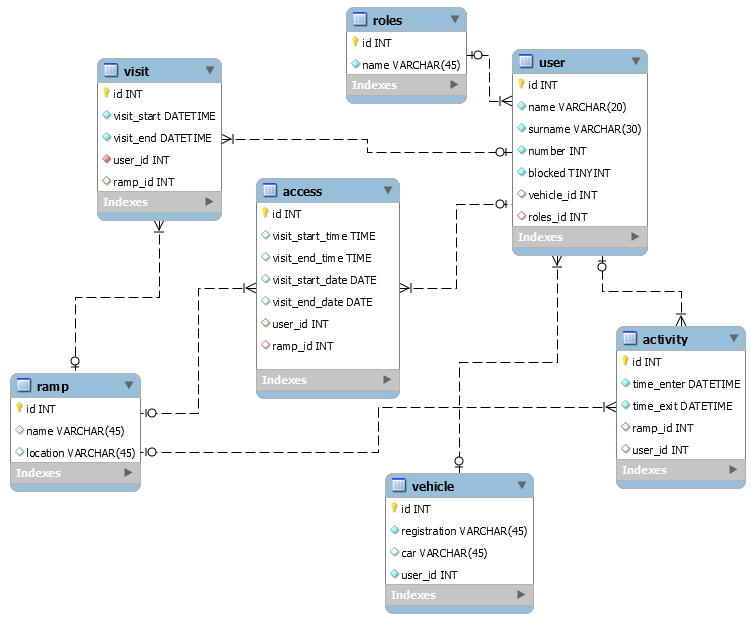 roles
id INT
name VARCHAR(45)
Indexes
user
id INT
name VARCHAR(20)
surname VARCHAR(30)
number INT
blocked TINYINT
vehicle_id INT
roles_id INT
Indexes
visit
id INT
visit_start DATETIME
visit_end DATETIME
user_id INT
ramp_id INT
Indexes
access
id INT
visit_start_time TIME
visit_end_time TIME
visit_start_date DATE
visit_end_date DATE
user_id INT
ramp_id INT
Indexes
activity
id INT
time_enter DATETIME
time_exit DATETIME
ramp_id INT
user_id INT
Indexes
ramp
id INT
name VARCHAR(45)
location VARCHAR(45)
Indexes
vehicle
id INT
registration VARCHAR(45)
car VARCHAR(45)
user_id INT
Indexes